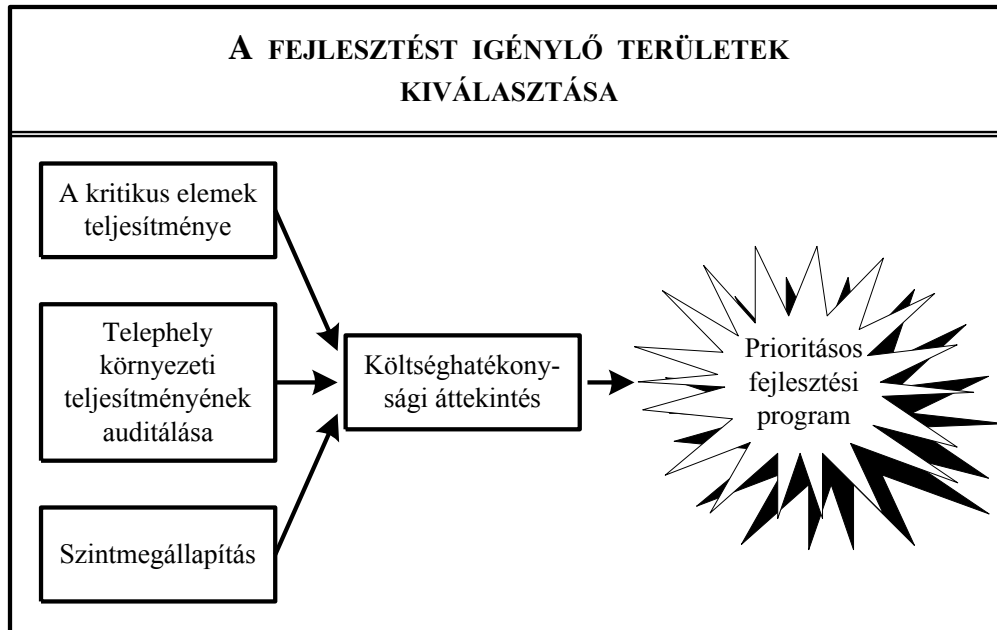 A FEJLESZTÉST IGÉNYLŐ TERÜLETEK
KIVÁLASZTÁSA
A kritikus elemek
teljesítménye
Telephely
környezeti
teljesítményének
auditálása
Szintmegállapítás
Költséghatékony-
sági áttekintés
Prioritásos
fejlesztési
program